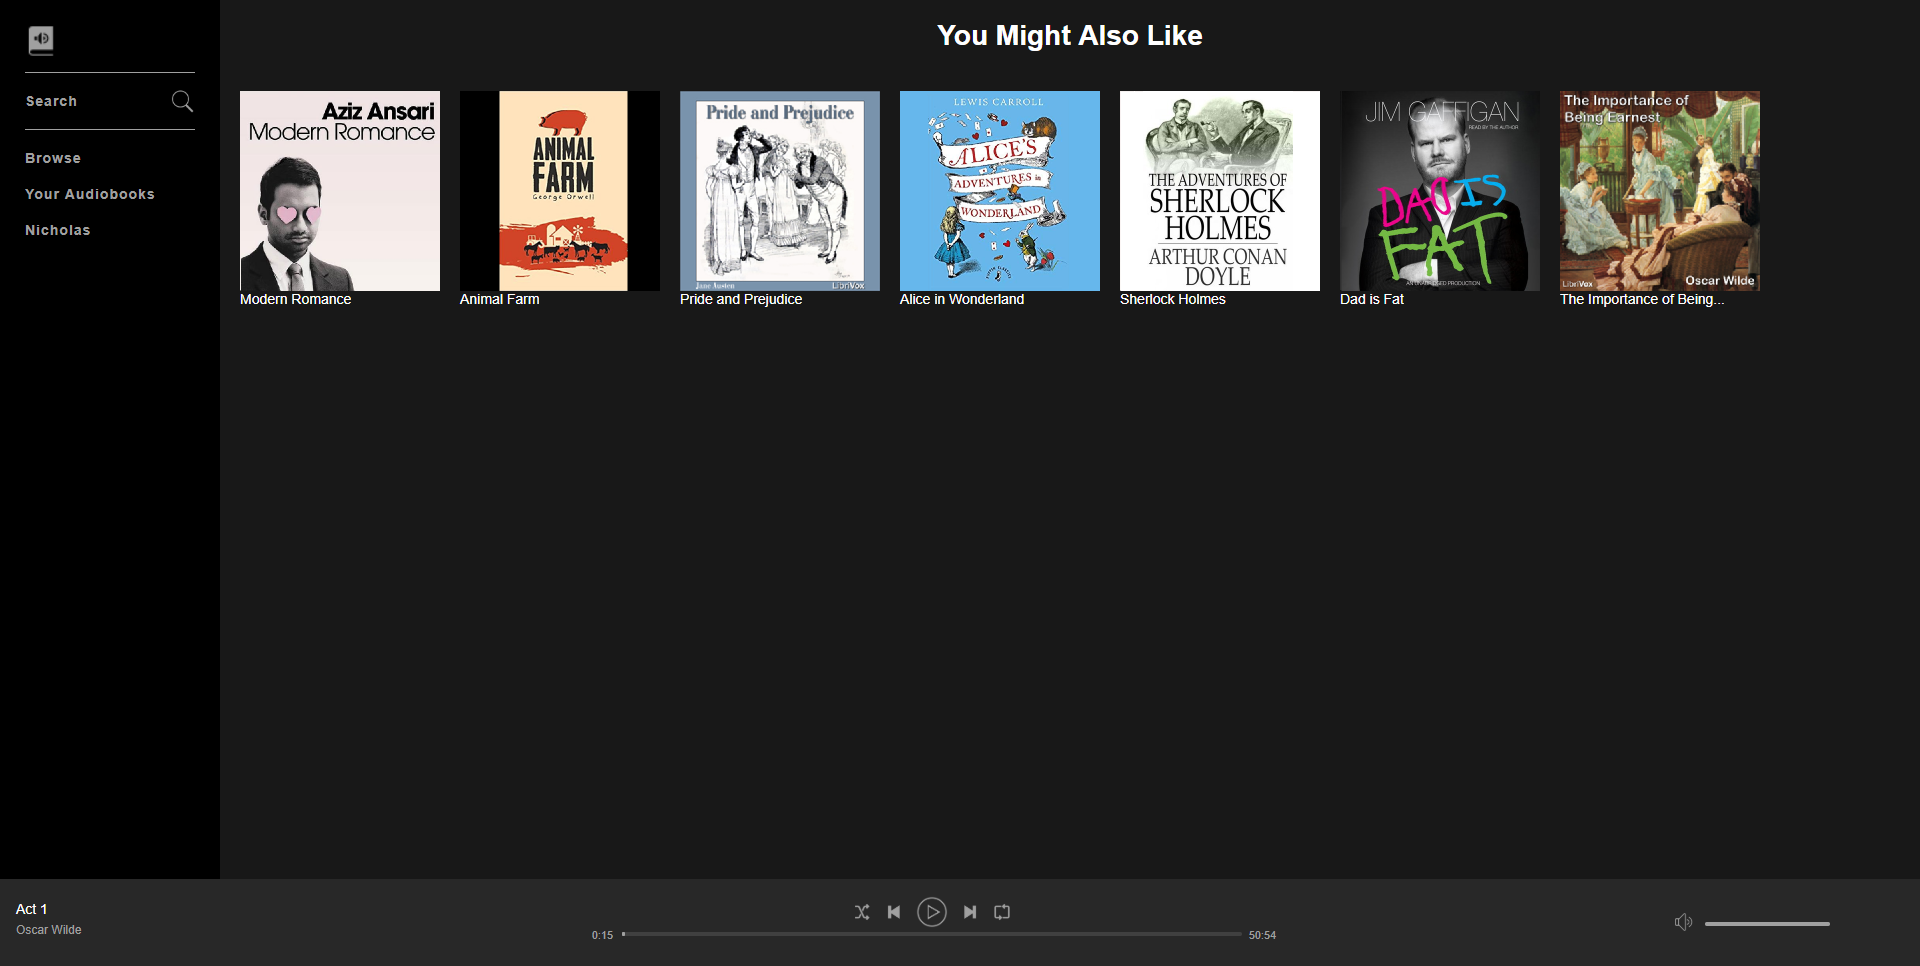 You Might Also Like
Search
Browse
Your Audiobooks
Nicholas
Aziz Ansari
Modern Romance
Modern Romance
ANIMAL
FARM
George Orwell
Animal Farm
Pride and Prejudice
Jane Austen LibriVox
Pride and Prejudice
LEWIS CARROLL
ALICE'S
ADVENTURES in
WONDERLAND
Alice in Wonderland
THE ADVENTURES OF
SHERLOCK
HOLMES
ARTHUR CONAN
DOYLE
Sherlock Holmes
JIM GAFFIGAN
READ BY THE AUTHOR
DAD IS
FAT
AN UNABRIDGED PRODUCTION
Dad is Fat
The Importance of
Being Earnest
LibriVox Oscar Wilde
The Importance of Being...
Act 1
Oscar Wilde
0:15 50:54